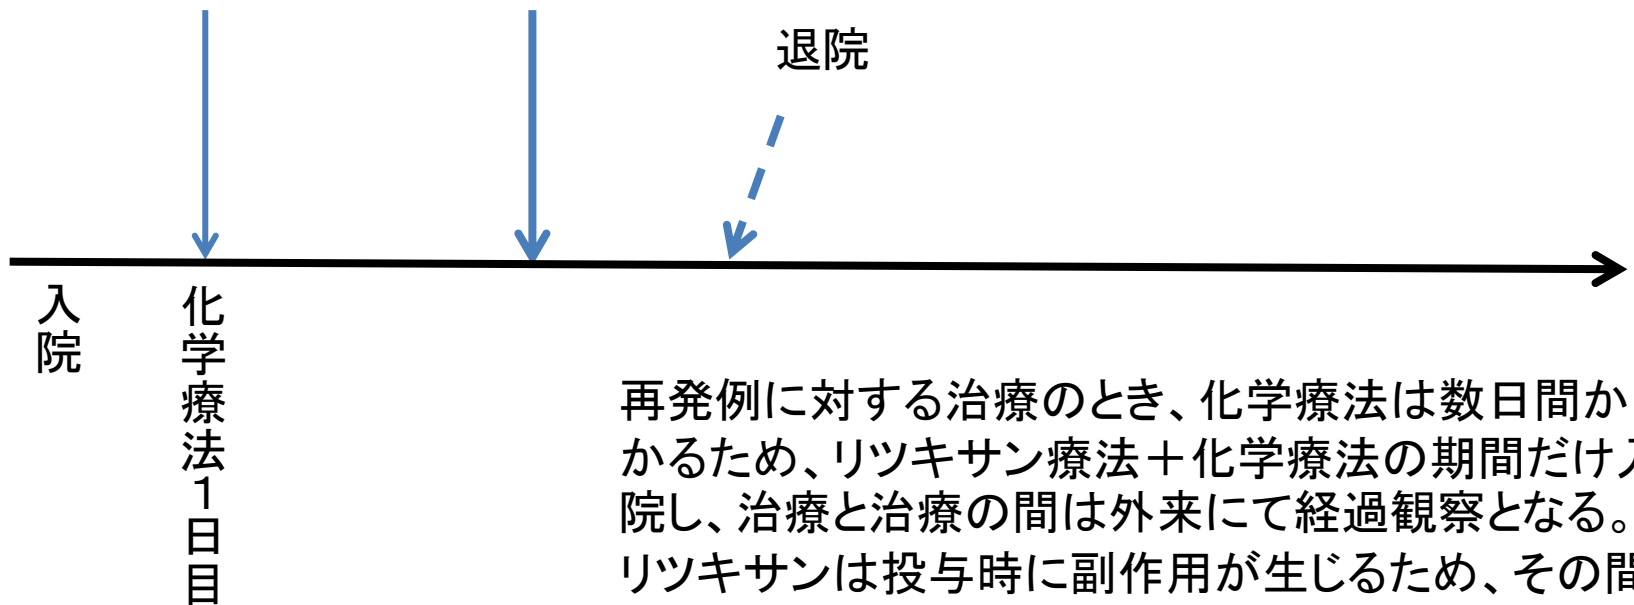 退院
入院
化学療法1日目
再発例に対する治療のとき、化学療法は数日間か
かるため、リツキサン療法＋化学療法の期間だけ入
院し、治療と治療の間は外来にて経過観察となる。
リツキサンは投与時に副作用が生じるため、その間